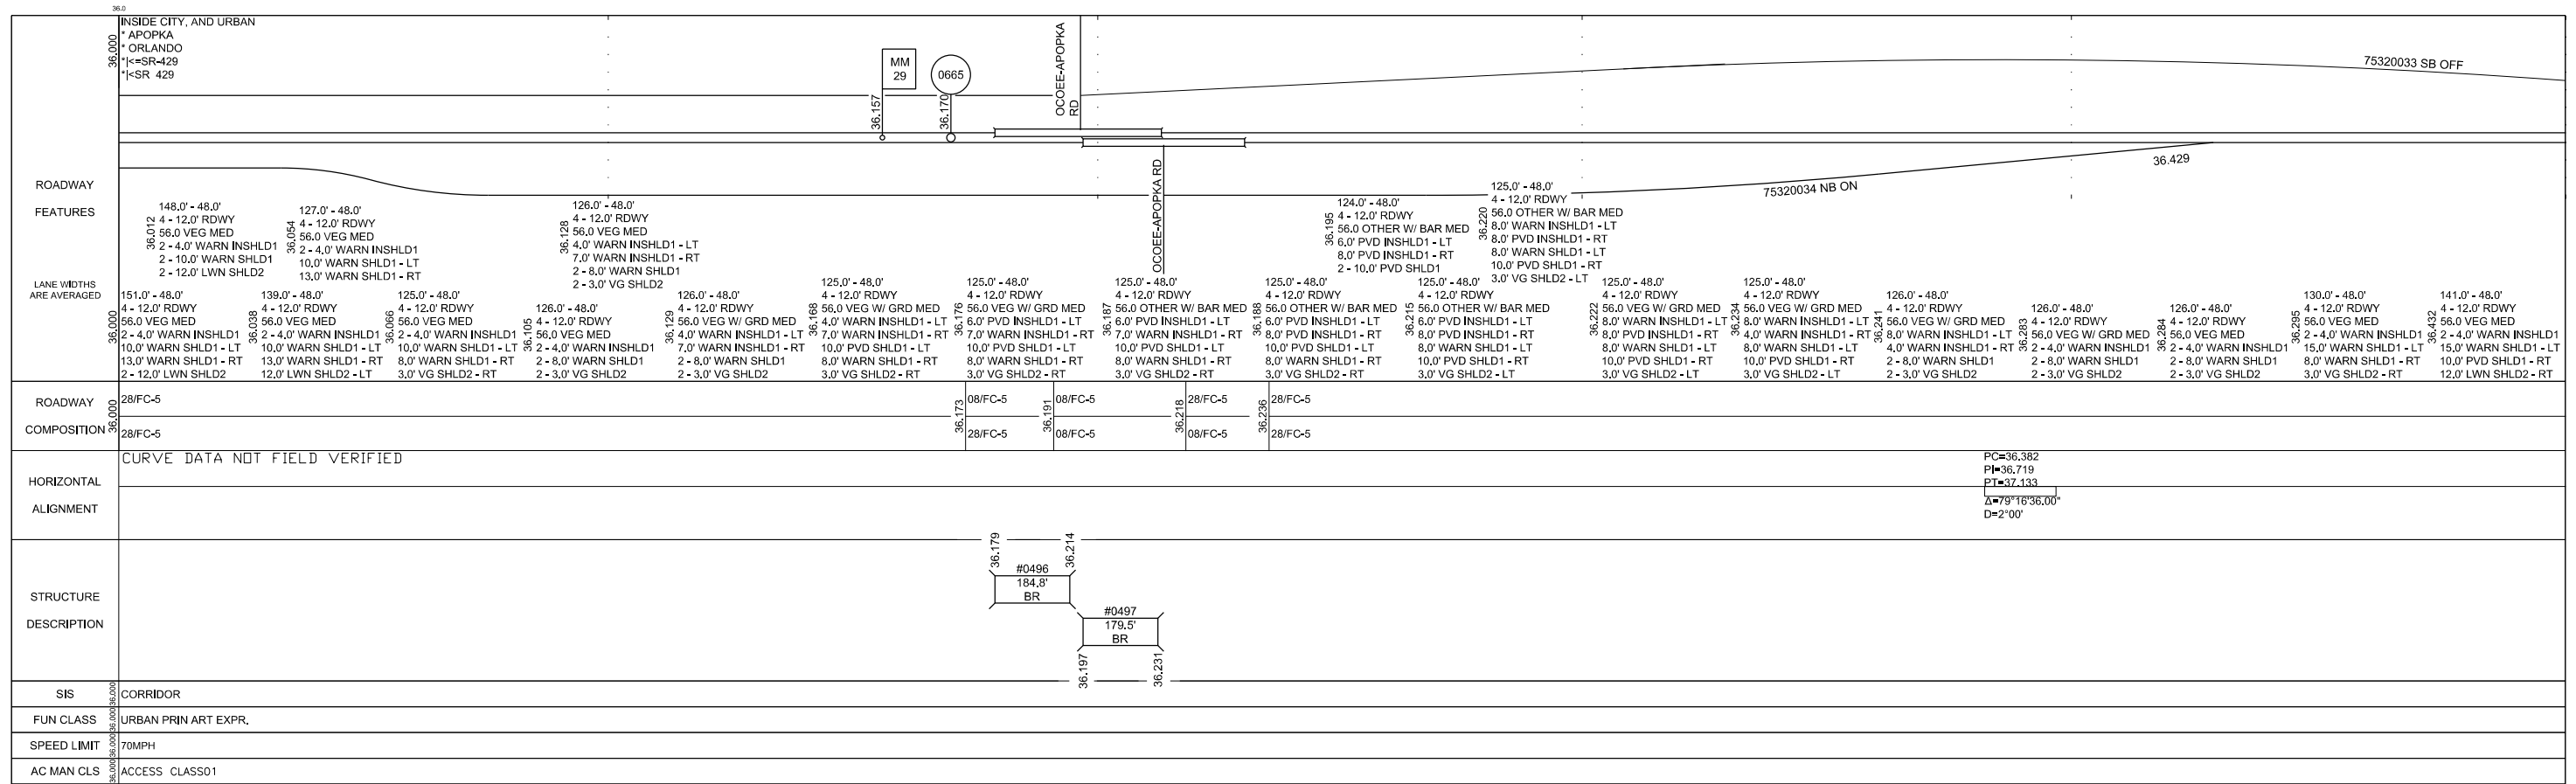 36.0
36.000
INSIDE CITY, AND URBAN
* APOPKA
* ORLANDO
*|<=SR-429
*|<SR 429
MM
29
36.157
0665
36.170
OCOEE-APOPKA
RD
75320033 SB OFF
36.429
75320034 NB ON
OCOEE-APOPKA RD
ROADWAY
FEATURES
LANE WIDTHS
ARE AVERAGED
36.012
148.0' - 48.0'
4 - 12.0' RDWY
56.0 VEG MED
2 - 4.0' WARN INSHLD1
2 - 10.0' WARN SHLD1
2 - 12.0' LWN SHLD2
36.054
127.0' - 48.0'
4 - 12.0' RDWY
56.0 VEG MED
2 - 4.0' WARN INSHLD1
10.0' WARN SHLD1 - LT
13.0' WARN SHLD1 - RT
36.128
126.0' - 48.0'
4 - 12.0' RDWY
56.0 VEG MED
4.0' WARN INSHLD1 - LT
7.0' WARN INSHLD1 - RT
2 - 8.0' WARN SHLD1
2 - 3.0' VG SHLD2
36.195
124.0' - 48.0'
4 - 12.0' RDWY
56.0 OTHER W/ BAR MED
6.0' PVD INSHLD1 - LT
8.0' PVD INSHLD1 - RT
2 - 10.0' PVD SHLD1
36.220
125.0' - 48.0'
4 - 12.0' RDWY
56.0 OTHER W/ BAR MED
8.0' WARN INSHLD1 - LT
8.0' PVD INSHLD1 - RT
8.0' WARN SHLD1 - LT
10.0' PVD SHLD1 - RT
3.0' VG SHLD2 - LT
36.000
151.0' - 48.0'
4 - 12.0' RDWY
56.0 VEG MED
2 - 4.0' WARN INSHLD1
10.0' WARN SHLD1 - LT
13.0' WARN SHLD1 - RT
2 - 12.0' LWN SHLD2
36.038
139.0' - 48.0'
4 - 12.0' RDWY
56.0 VEG MED
2 - 4.0' WARN INSHLD1
10.0' WARN SHLD1 - LT
13.0' WARN SHLD1 - RT
12.0' LWN SHLD2 - LT
36.066
125.0' - 48.0'
4 - 12.0' RDWY
56.0 VEG MED
2 - 4.0' WARN INSHLD1
10.0' WARN SHLD1 - LT
8.0' WARN SHLD1 - RT
3.0' VG SHLD2 - RT
36.105
126.0' - 48.0'
4 - 12.0' RDWY
56.0 VEG MED
2 - 4.0' WARN INSHLD1
2 - 8.0' WARN SHLD1
2 - 3.0' VG SHLD2
36.129
126.0' - 48.0'
4 - 12.0' RDWY
56.0 VEG W/ GRD MED
4.0' WARN INSHLD1 - LT
7.0' WARN INSHLD1 - RT
2 - 8.0' WARN SHLD1
2 - 3.0' VG SHLD2
36.168
125.0' - 48.0'
4 - 12.0' RDWY
56.0 VEG W/ GRD MED
4.0' WARN INSHLD1 - LT
7.0' WARN INSHLD1 - RT
10.0' PVD SHLD1 - LT
8.0' WARN SHLD1 - RT
3.0' VG SHLD2 - RT
36.176
125.0' - 48.0'
4 - 12.0' RDWY
56.0 VEG W/ GRD MED
6.0' PVD INSHLD1 - LT
7.0' WARN INSHLD1 - RT
10.0' PVD SHLD1 - LT
8.0' WARN SHLD1 - RT
3.0' VG SHLD2 - RT
36.187
125.0' - 48.0'
4 - 12.0' RDWY
56.0 OTHER W/ BAR MED
6.0' PVD INSHLD1 - LT
7.0' WARN INSHLD1 - RT
10.0' PVD SHLD1 - LT
8.0' WARN SHLD1 - RT
3.0' VG SHLD2 - RT
36.188
125.0' - 48.0'
4 - 12.0' RDWY
56.0 OTHER W/ BAR MED
6.0' PVD INSHLD1 - LT
8.0' PVD INSHLD1 - RT
10.0' PVD SHLD1 - LT
8.0' WARN SHLD1 - RT
3.0' VG SHLD2 - RT
36.215
125.0' - 48.0'
4 - 12.0' RDWY
56.0 OTHER W/ BAR MED
6.0' PVD INSHLD1 - LT
8.0' PVD INSHLD1 - RT
8.0' WARN SHLD1 - LT
10.0' PVD SHLD1 - RT
3.0' VG SHLD2 - LT
36.222
125.0' - 48.0'
4 - 12.0' RDWY
56.0 VEG W/ GRD MED
8.0' WARN INSHLD1 - LT
8.0' PVD INSHLD1 - RT
8.0' WARN SHLD1 - LT
10.0' PVD SHLD1 - RT
3.0' VG SHLD2 - LT
36.234
125.0' - 48.0'
4 - 12.0' RDWY
56.0 VEG W/ GRD MED
8.0' WARN INSHLD1 - LT
4.0' WARN INSHLD1 - RT
8.0' WARN SHLD1 - LT
10.0' PVD SHLD1 - RT
3.0' VG SHLD2 - LT
36.241
126.0' - 48.0'
4 - 12.0' RDWY
56.0 VEG W/ GRD MED
8.0' WARN INSHLD1 - LT
4.0' WARN INSHLD1 - RT
2 - 8.0' WARN SHLD1
2 - 3.0' VG SHLD2
36.283
126.0' - 48.0'
4 - 12.0' RDWY
56.0 VEG W/ GRD MED
2 - 4.0' WARN INSHLD1
2 - 8.0' WARN SHLD1
2 - 3.0' VG SHLD2
36.284
126.0' - 48.0'
4 - 12.0' RDWY
56.0 VEG MED
2 - 4.0' WARN INSHLD1
2 - 8.0' WARN SHLD1
2 - 3.0' VG SHLD2
36.295
130.0' - 48.0'
4 - 12.0' RDWY
56.0 VEG MED
2 - 4.0' WARN INSHLD1
15.0' WARN SHLD1 - LT
8.0' WARN SHLD1 - RT
3.0' VG SHLD2 - RT
36.432
141.0' - 48.0'
4 - 12.0' RDWY
56.0 VEG MED
2 - 4.0' WARN INSHLD1
15.0' WARN SHLD1 - LT
10.0' PVD SHLD1 - RT
12.0' LWN SHLD2 - RT
ROADWAY
COMPOSITION
36.000
28/FC-5
28/FC-5
36.173
08/FC-5
28/FC-5
36.191
08/FC-5
08/FC-5
36.218
28/FC-5
08/FC-5
36.236
28/FC-5
28/FC-5
HORIZONTAL
ALIGNMENT
CURVE DATA NOT FIELD VERIFIED
PC=36.382
PI=36.719
PT=37.133
Δ=79°16'36.00"
D=2°00'
STRUCTURE
DESCRIPTION
36.179
36.214
#0496
184.8'
BR
#0497
179.5'
BR
36.197
36.231
SIS
36.000
CORRIDOR
FUN CLASS
36.000
URBAN PRIN ART EXPR.
SPEED LIMIT
36.000
70MPH
AC MAN CLS
36.000
ACCESS CLASS01